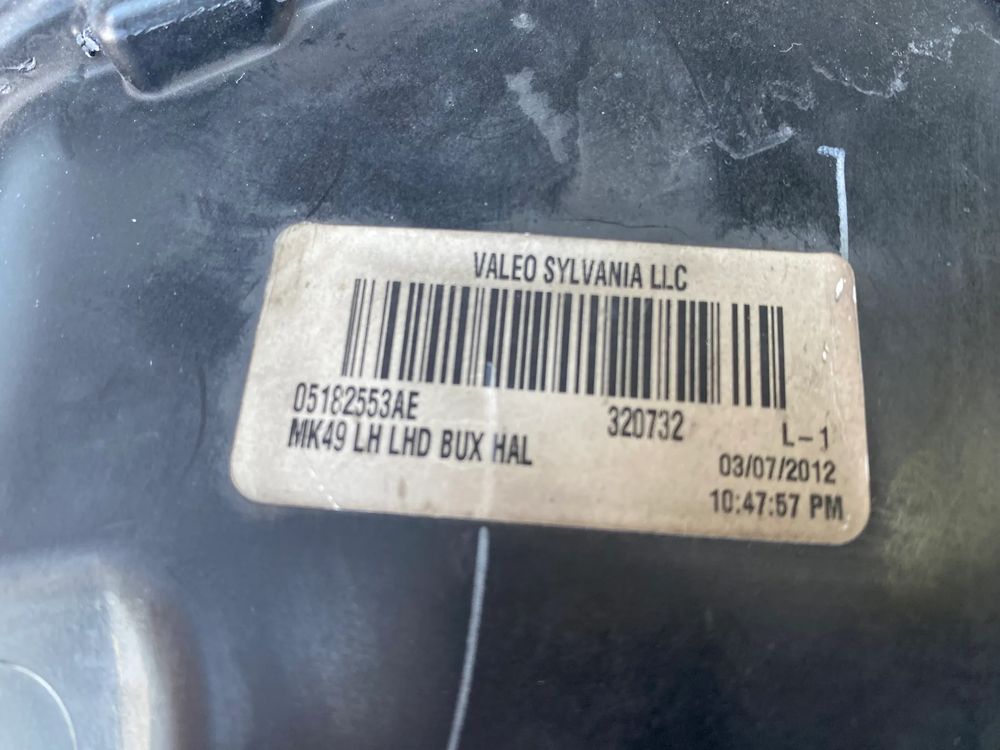 VALEO SYLVANIA LLC
05182553AE 320732 L-1
MK49 LH LHD BUX HAL 03/07/2012
10:47:57 PM